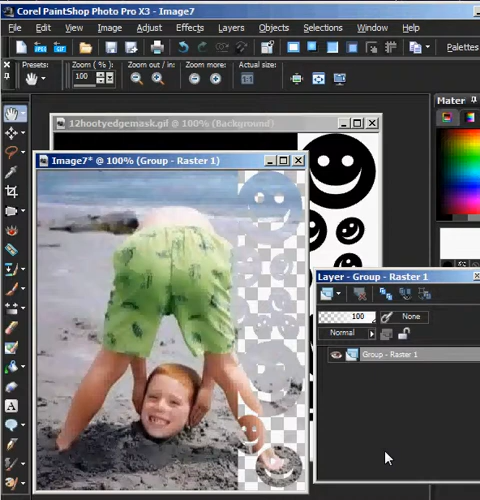 Corel PaintShop Photo Pro X3 - Image7
File Edit View Image Adjust Effects Layers Objects Selections Window Help
Palettes
Presets: Zoom (%): Zoom out / in: Zoom more: Actual size:
100
Mater
12hootyedgemask.gif @ 100% (Background)
Image7* @ 100% (Group - Raster 1)
Layer - Group - Raster 1
100 None
Normal
Group - Raster 1